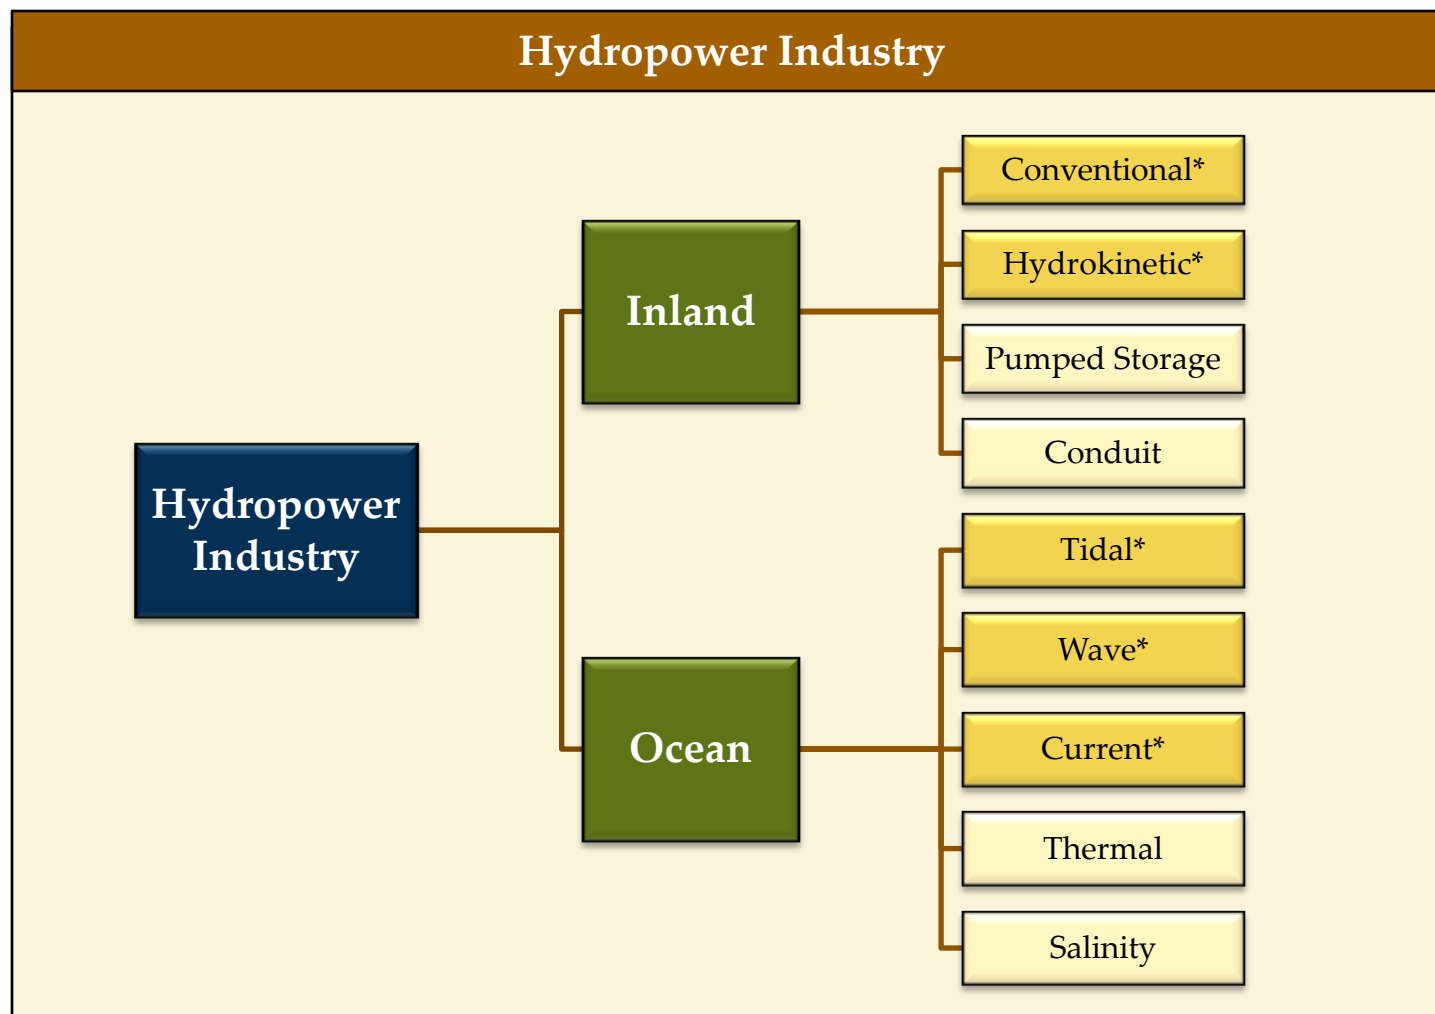 Hydropower Industry
Conventional*
Hydrokinetic*
Inland
Pumped Storage
Conduit
Hydropower
Industry
Tidal*
Wave*
Ocean
Current*
Thermal
Salinity